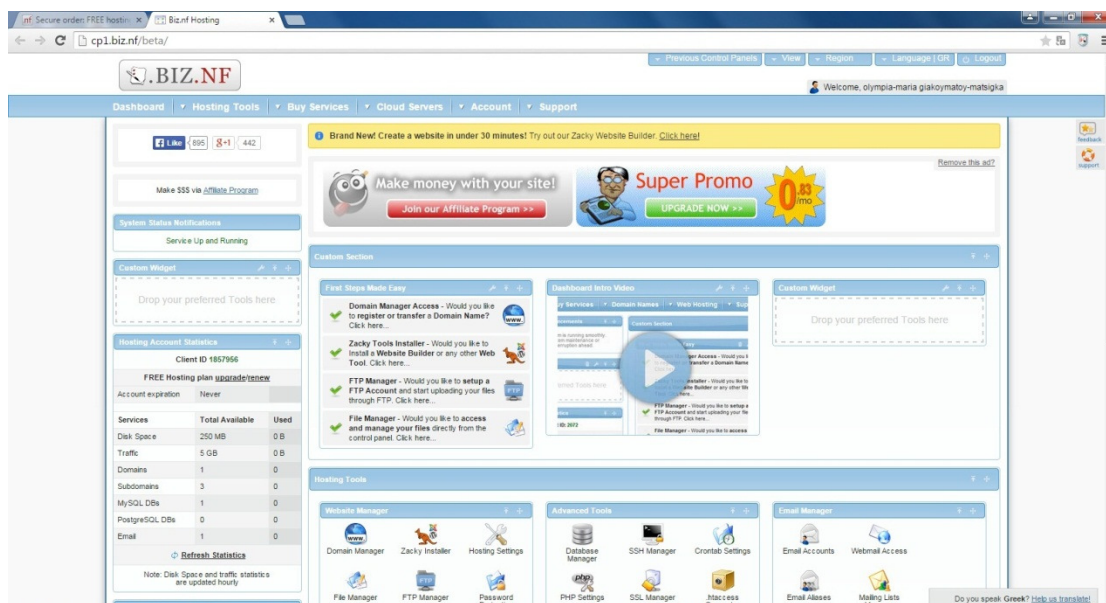 nf. Secure order: FREE hostin
Biz.nf Hosting
cp1.biz.nf/beta/
.BIZ.NF
Previous Control Panels
View
Region
Language | GR
Logout
Welcome, olympia-maria giakoymatoy-matsigka
Dashboard
Hosting Tools
Buy Services
Cloud Servers
Account
Support
Like 895 +1 442
Make $$$ via Affiliate Program
System Status Notifications
Service Up and Running
Custom Widget
Drop your preferred Tools here
Hosting Account Statistics
Client ID 1857956
FREE Hosting plan upgrade/renew
Account expiration Never
Services Total Available Used
Disk Space 250 MB 0 B
Traffic 5 GB 0 B
Domains 1 0
Subdomains 3 0
MySQL DBs 1 0
PostgreSQL DBs 0 0
Email 1 0
Refresh Statistics
Note: Disk Space and traffic statistics
are updated hourly
Brand New! Create a website in under 30 minutes! Try out our Zacky Website Builder. Click here!
Remove this ad?
Make money with your site!
Join our Affiliate Program >>
Super Promo
UPGRADE NOW >>
0.83
/mo
Custom Section
First Steps Made Easy
Domain Manager Access - Would you like
to register or transfer a Domain Name?
Click here...
Zacky Tools Installer - Would you like to
Install a Website Builder or any other Web
Tool. Click here...
FTP Manager - Would you like to setup a
FTP Account and start uploading your files
through FTP. Click here...
File Manager - Would you like to access
and manage your files directly from the
control panel. Click here...
Dashboard Intro Video
Custom Widget
Drop your preferred Tools here
Hosting Tools
Website Manager
Domain Manager
Zacky Installer
Hosting Settings
File Manager
FTP Manager
Password
Advanced Tools
Database
Manager
SSH Manager
Crontab Settings
PHP Settings
SSL Manager
.htaccess
Email Manager
Email Accounts
Webmail Access
Email Aliases
Mailing Lists
feedback
support
Do you speak Greek? Help us translate!